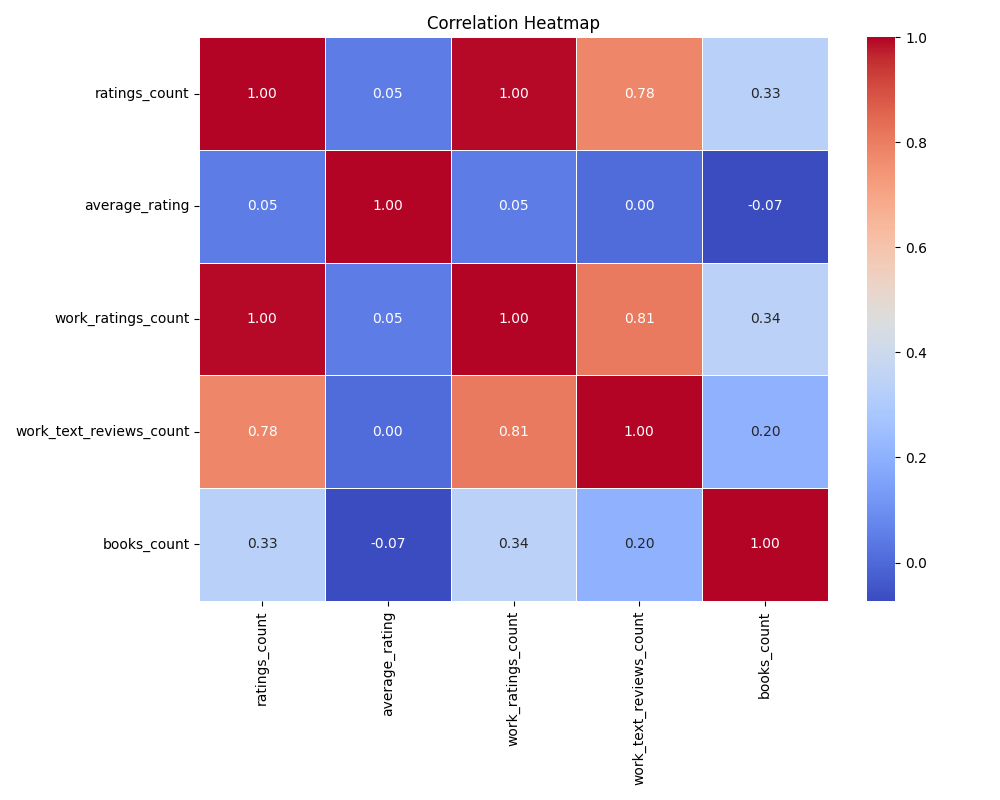 Correlation Heatmap
ratings_count 1.00 0.05 1.00 0.78 0.33
average_rating 0.05 1.00 0.05 0.00 -0.07
work_ratings_count 1.00 0.05 1.00 0.81 0.34
work_text_reviews_count 0.78 0.00 0.81 1.00 0.20
books_count 0.33 -0.07 0.34 0.20 1.00
ratings_count average_rating work_ratings_count work_text_reviews_count books_count
1.0
0.8
0.6
0.4
0.2
0.0